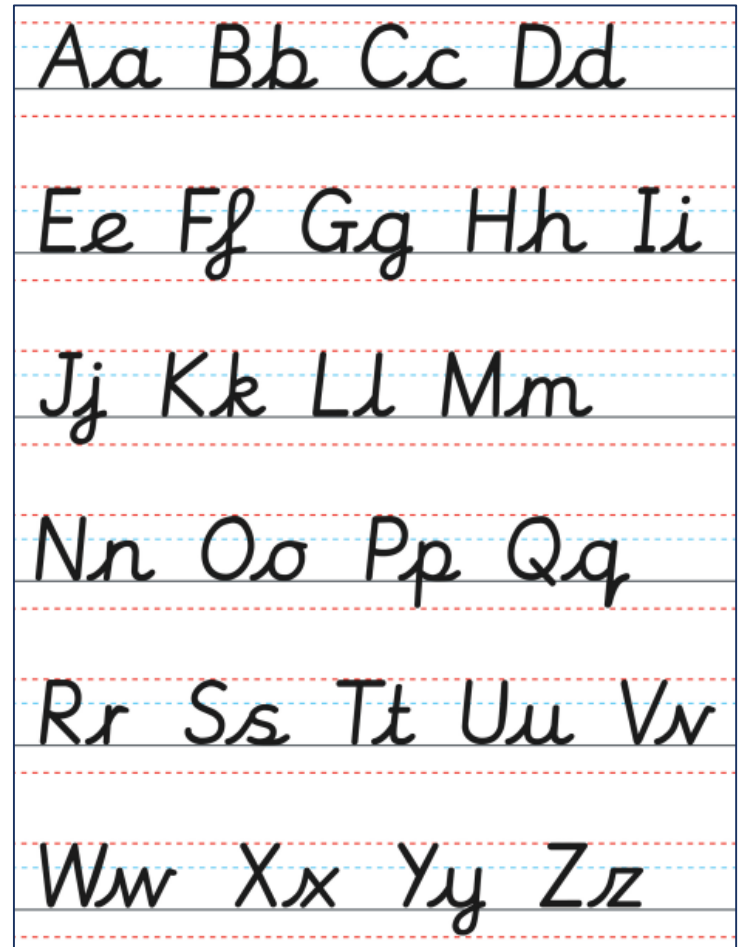 Aa Bb Cc Dd
Ee Ff Gg Hh Ii
Jj Kk Ll Mm
Nn Oo Pp Qq
Rr Ss Tt Uu Vv
Ww Xx Yy Zz